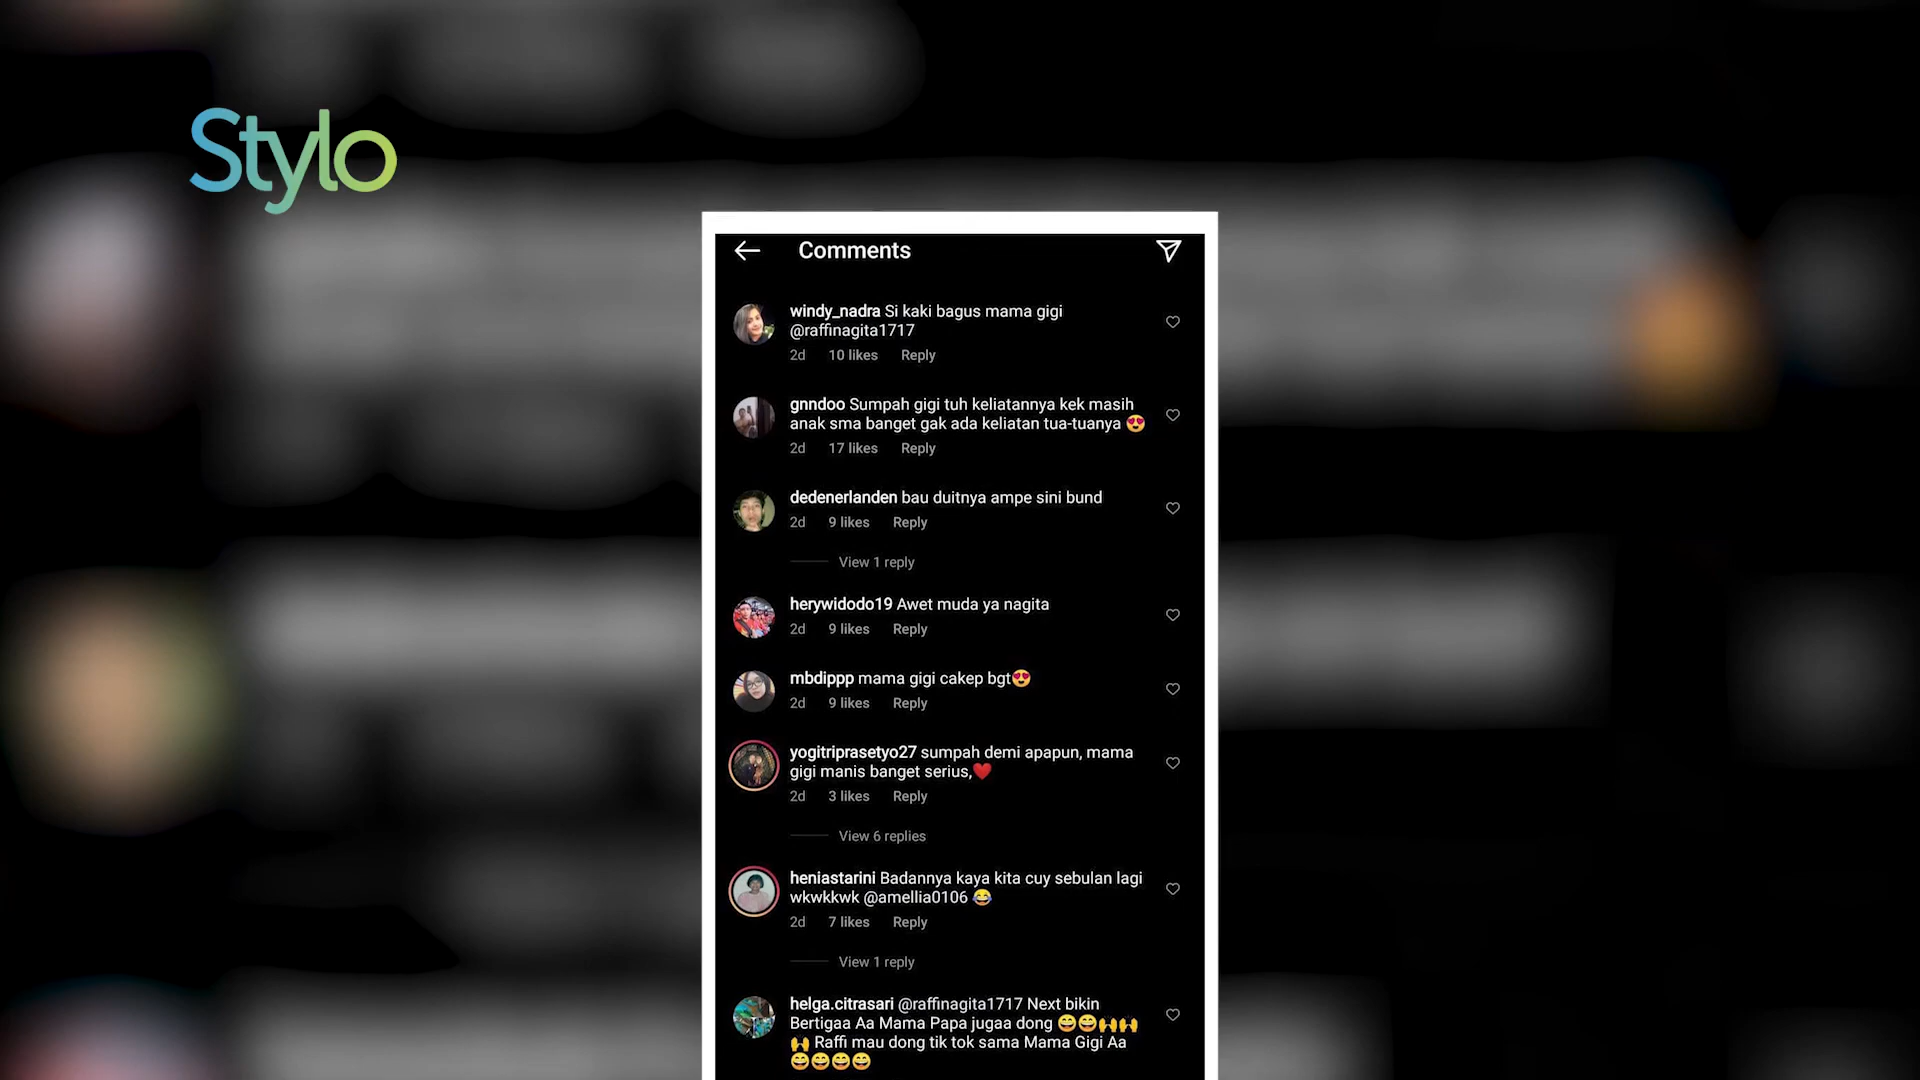 Stylo
Comments
windy_nadra Si kaki bagus mama gigi
@raffinagita1717
2d 10 likes Reply
gnndoo Sumpah gigi tuh keliatannya kek masih
anak sma banget gak ada keliatan tua-tuanya 😍
2d 17 likes Reply
dedenerlanden bau duitnya ampe sini bund
2d 9 likes Reply
View 1 reply
herywidodo19 Awet muda ya nagita
2d 9 likes Reply
mbdippp mama gigi cakep bgt😍
2d 9 likes Reply
yogitriprasetyo27 sumpah demi apapun, mama
gigi manis banget serius,❤️
2d 3 likes Reply
View 6 replies
heniastarini Badannya kaya kita cuy sebulan lagi
wkwkkwk @amellia0106 😂
2d 7 likes Reply
View 1 reply
helga.citrasari @raffinagita1717 Next bikin
Bertigaa Aa Mama Papa jugaa dong 😄😄🙌🙌
🙌 Raffi mau dong tik tok sama Mama Gigi Aa
😄😄😄😄